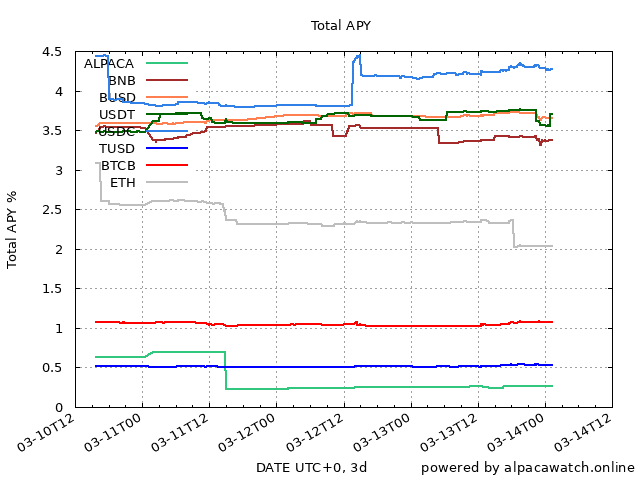 Total APY
Total APY %
4.5
4
3.5
3
2.5
2
1.5
1
0.5
0
ALPACA
BNB
BUSD
USDT
USDC
TUSD
BTCB
ETH
03-10T12
03-11T00
03-11T12
03-12T00
03-12T12
03-13T00
03-13T12
03-14T00
03-14T12
DATE UTC+0, 3d
powered by alpacawatch.online